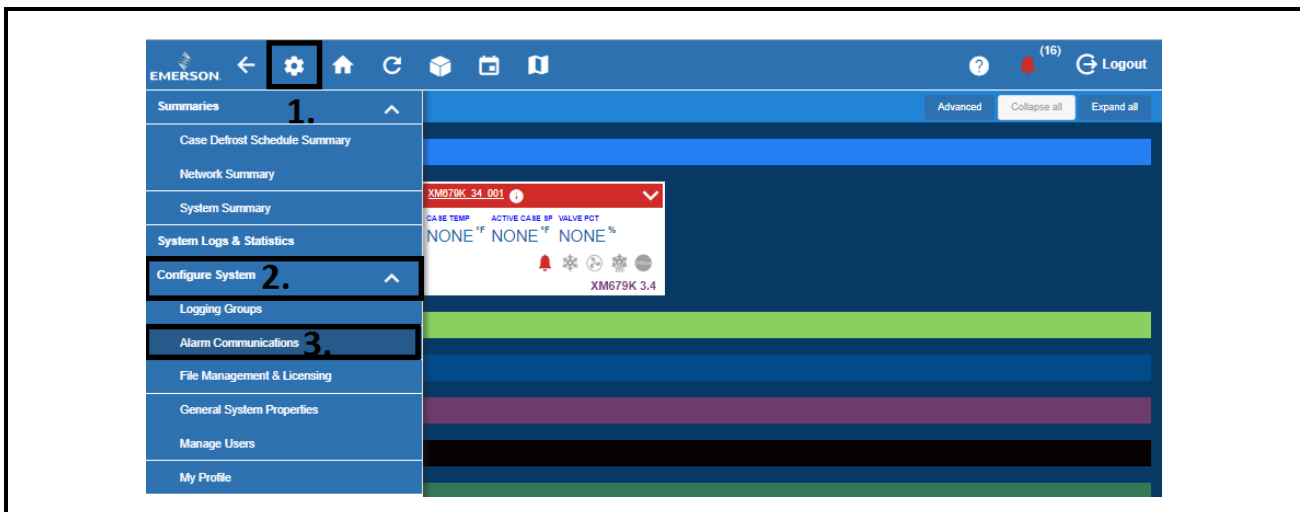 EMERSON
(16)
Logout
1.
Summaries
Advanced
Collapse all
Expand all
Case Defrost Schedule Summary
Network Summary
System Summary
System Logs & Statistics
Configure System
2.
Logging Groups
Alarm Communications
3.
File Management & Licensing
General System Properties
Manage Users
My Profile
XM679K_34_001
CASE TEMP ACTIVE CASE SP VALVE PCT
NONE °F NONE °F NONE %
XM679K 3.4